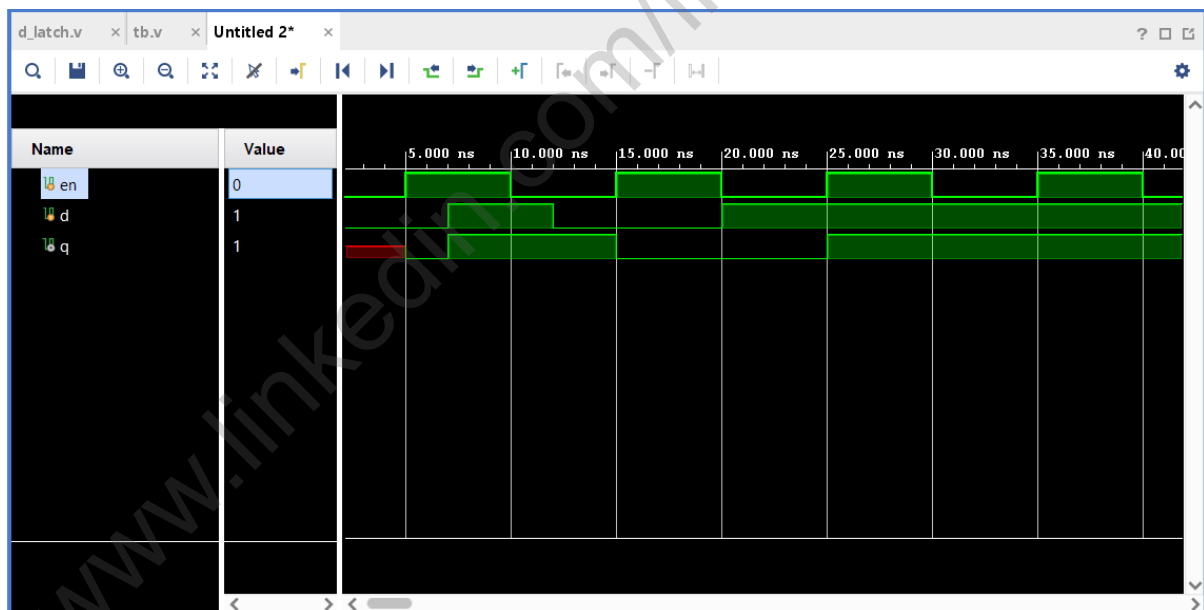 d_latch.v × tb.v × Untitled 2* ×
?
Name Value
5.000 ns 10.000 ns 15.000 ns 20.000 ns 25.000 ns 30.000 ns 35.000 ns 40.00
en 0
d 1
q 1
www.linkedin.com/i